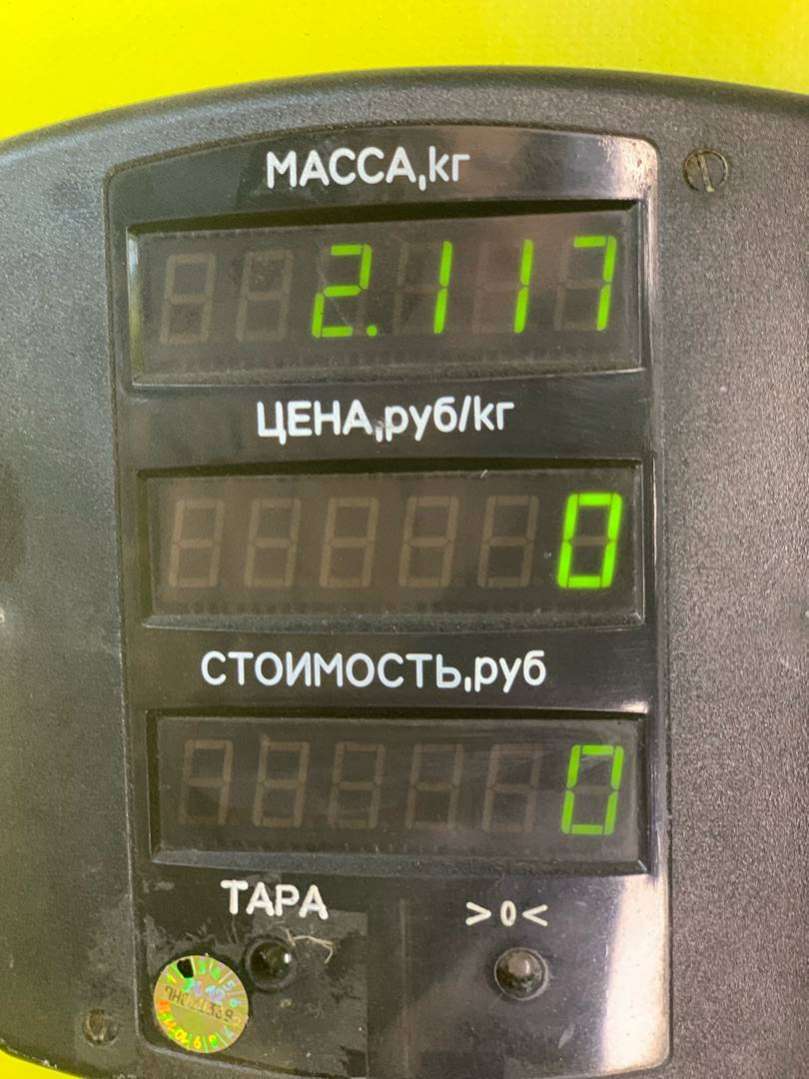 МАССА,кг
2.117
ЦЕНА,руб/кг
0
СТОИМОСТЬ,руб
0
ТАРА >0<